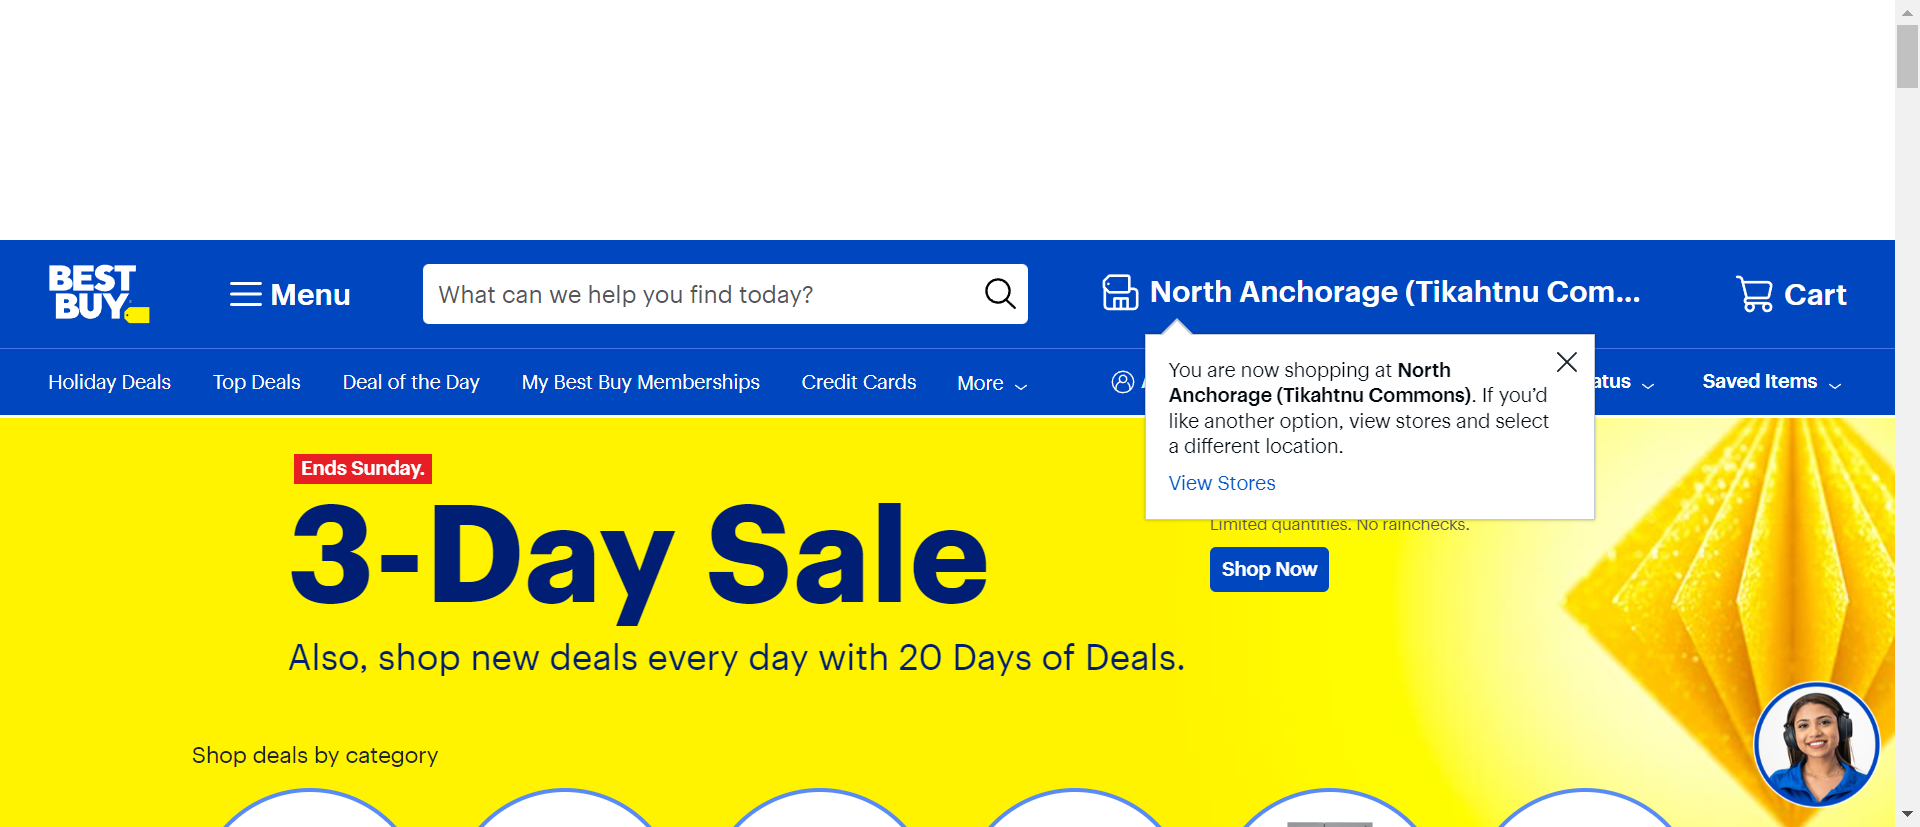 BEST
BUY
Menu
What can we help you find today?
North Anchorage (Tikahtnu Com...
Cart
Holiday Deals
Top Deals
Deal of the Day
My Best Buy Memberships
Credit Cards
More
Saved Items
You are now shopping at North
Anchorage (Tikahtnu Commons). If you’d
like another option, view stores and select
a different location.
View Stores
Ends Sunday.
3-Day Sale
Also, shop new deals every day with 20 Days of Deals.
Limited quantities. No rainchecks.
Shop Now
Shop deals by category